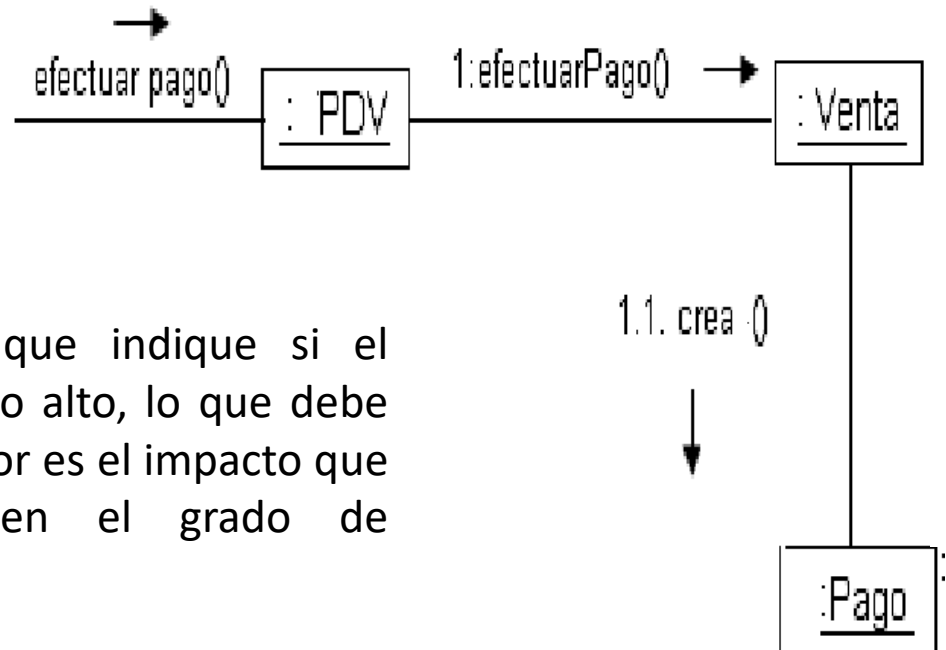 efectuar pago()
: PDV
1:efectuarPago()
: Venta
1.1. crea ()
que indique si el
o alto, lo que debe
or es el impacto que
en el grado de
:Pago